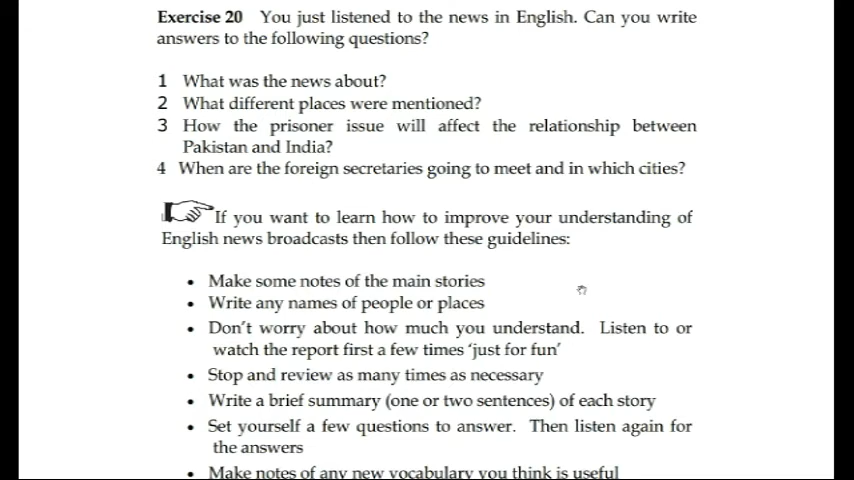 Exercise 20 You just listened to the news in English. Can you write
answers to the following questions?
1 What was the news about?
2 What different places were mentioned?
3 How the prisoner issue will affect the relationship between
Pakistan and India?
4 When are the foreign secretaries going to meet and in which cities?
If you want to learn how to improve your understanding of
English news broadcasts then follow these guidelines:
• Make some notes of the main stories
• Write any names of people or places
• Don't worry about how much you understand. Listen to or
watch the report first a few times 'just for fun'
• Stop and review as many times as necessary
• Write a brief summary (one or two sentences) of each story
• Set yourself a few questions to answer. Then listen again for
the answers
• Make notes of any new vocabulary you think is useful